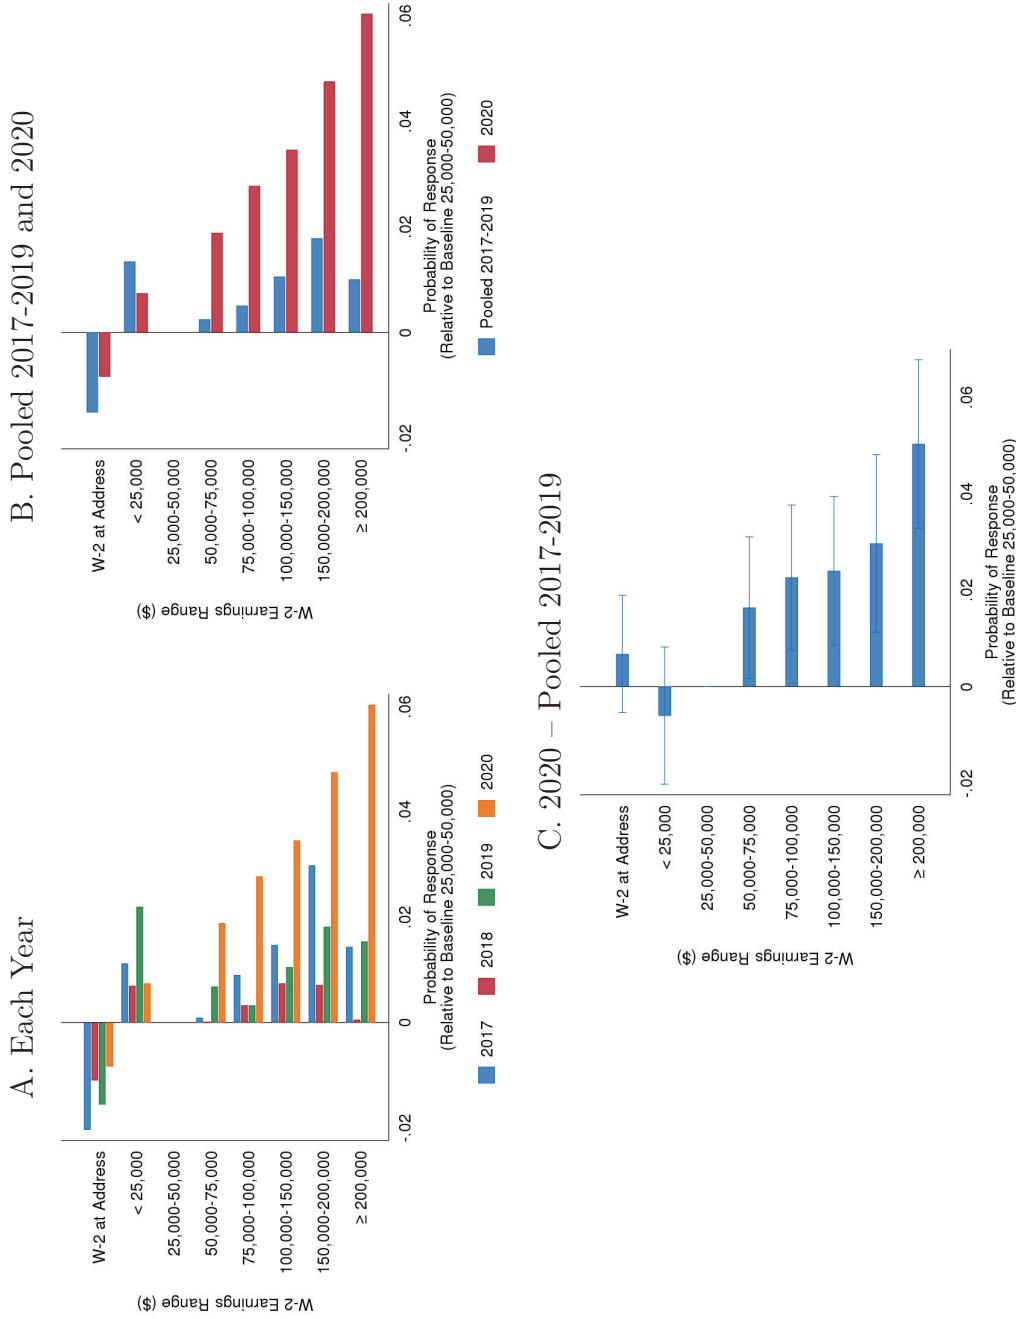 A. Each Year
W-2 Earnings Range ($)
W-2 at Address
< 25,000
25,000-50,000
50,000-75,000
75,000-100,000
100,000-150,000
150,000-200,000
≥ 200,000
-.02
0
.02
.04
.06
Probability of Response
(Relative to Baseline 25,000-50,000)
2017
2018
2019
2020
B. Pooled 2017-2019 and 2020
W-2 Earnings Range ($)
W-2 at Address
< 25,000
25,000-50,000
50,000-75,000
75,000-100,000
100,000-150,000
150,000-200,000
≥ 200,000
-.02
0
.02
.04
.06
Probability of Response
(Relative to Baseline 25,000-50,000)
Pooled 2017-2019
2020
C. 2020 – Pooled 2017-2019
W-2 Earnings Range ($)
W-2 at Address
< 25,000
25,000-50,000
50,000-75,000
75,000-100,000
100,000-150,000
150,000-200,000
≥ 200,000
-.02
0
.02
.04
.06
Probability of Response
(Relative to Baseline 25,000-50,000)